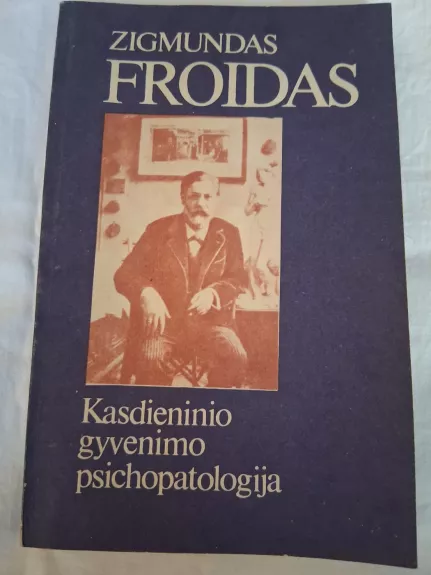 ZIGMUNDAS
FROIDAS
Kasdieninio
gyvenimo
psichopatologija